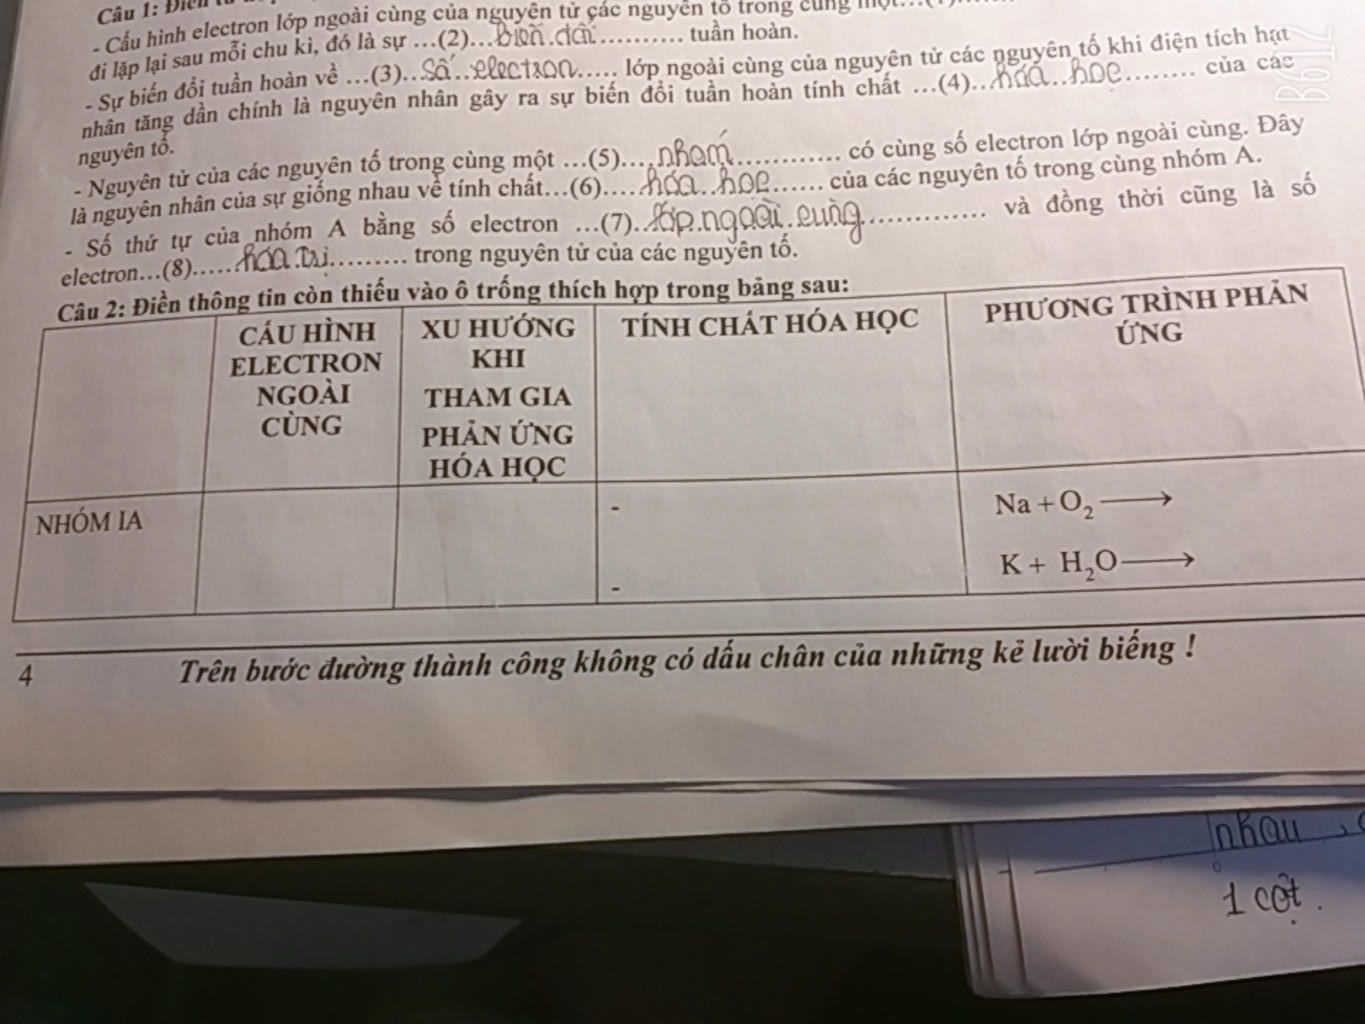 Câu 1:
- Cấu hình electron lớp ngoài cùng của nguyên tử các nguyên tố trong cùng một
đi lặp lại sau mỗi chu kì, đó là sự ...(2)...biến.đổi.......... tuần hoàn.
- Sự biến đổi tuần hoàn về ...(3)..số..electron..... lớp ngoài cùng của nguyên tử các nguyên tố khi điện tích hạt
nhân tăng dần chính là nguyên nhân gây ra sự biến đổi tuần hoàn tính chất ...(4)..hóa..học........ của các
nguyên tố.
- Nguyên tử của các nguyên tố trong cùng một ...(5)....nhóm............ có cùng số electron lớp ngoài cùng. Đây
là nguyên nhân của sự giống nhau về tính chất...(6)....hóa..học...... của các nguyên tố trong cùng nhóm A.
- Số thứ tự của nhóm A bằng số electron ...(7)..lớp.ngoài.cùng............. và đồng thời cũng là số
electron...(8).....hóa.trị......... trong nguyên tử của các nguyên tố.
Câu 2: Điền thông tin còn thiếu vào ô trống thích hợp trong bảng sau:
CẤU HÌNH
ELECTRON
NGOÀI
CÙNG
XU HƯỚNG
KHI
THAM GIA
PHẢN ỨNG
HÓA HỌC
TÍNH CHẤT HÓA HỌC
PHƯƠNG TRÌNH PHẢN
ỨNG
NHÓM IA
-
-
Na + O₂ ⟶
K + H₂O ⟶
4
Trên bước đường thành công không có dấu chân của những kẻ lười biếng !
B612
nhau
1 cột.